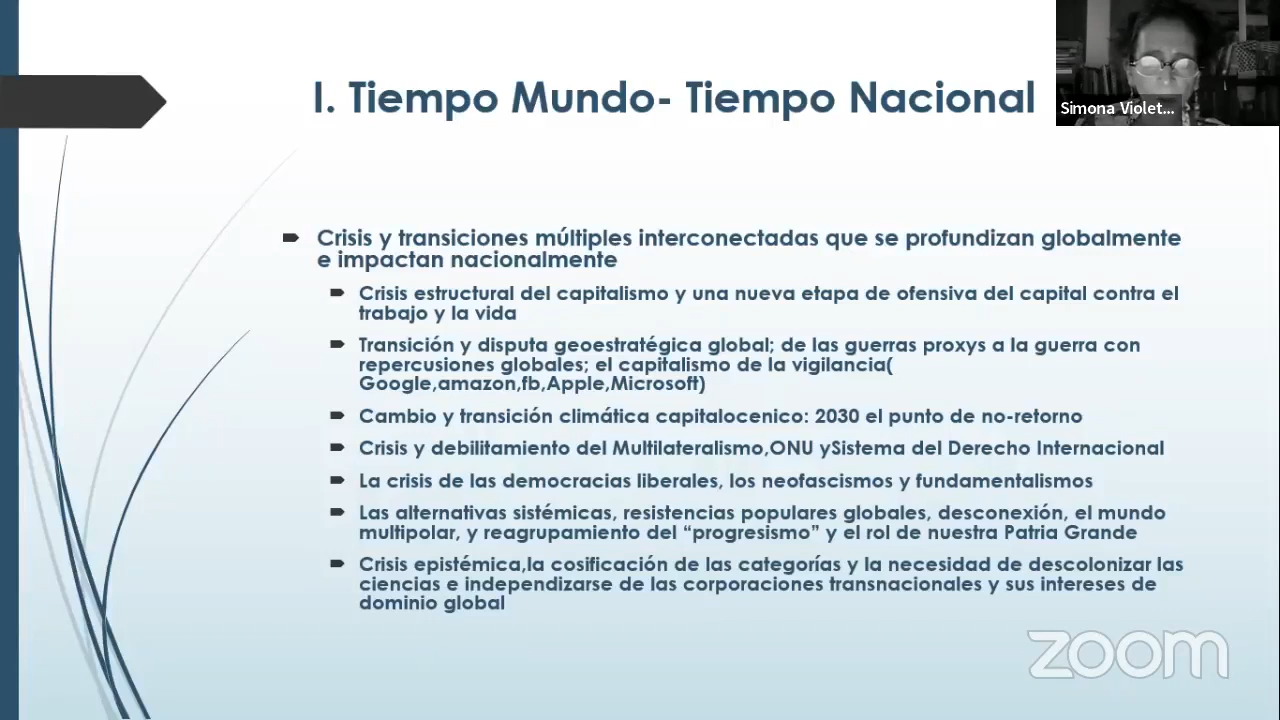 I. Tiempo Mundo- Tiempo Nacional
Simona Violet...
Crisis y transiciones múltiples interconectadas que se profundizan globalmente
e impactan nacionalmente
Crisis estructural del capitalismo y una nueva etapa de ofensiva del capital contra el
trabajo y la vida
Transición y disputa geoestratégica global; de las guerras proxys a la guerra con
repercusiones globales; el capitalismo de la vigilancia(
Google,amazon,fb,Apple,Microsoft)
Cambio y transición climática capitalocenico: 2030 el punto de no-retorno
Crisis y debilitamiento del Multilateralismo,ONU ySistema del Derecho Internacional
La crisis de las democracias liberales, los neofascismos y fundamentalismos
Las alternativas sistémicas, resistencias populares globales, desconexión, el mundo
multipolar, y reagrupamiento del “progresismo” y el rol de nuestra Patria Grande
Crisis epistémica,la cosificación de las categorías y la necesidad de descolonizar las
ciencias e independizarse de las corporaciones transnacionales y sus intereses de
dominio global
zoom